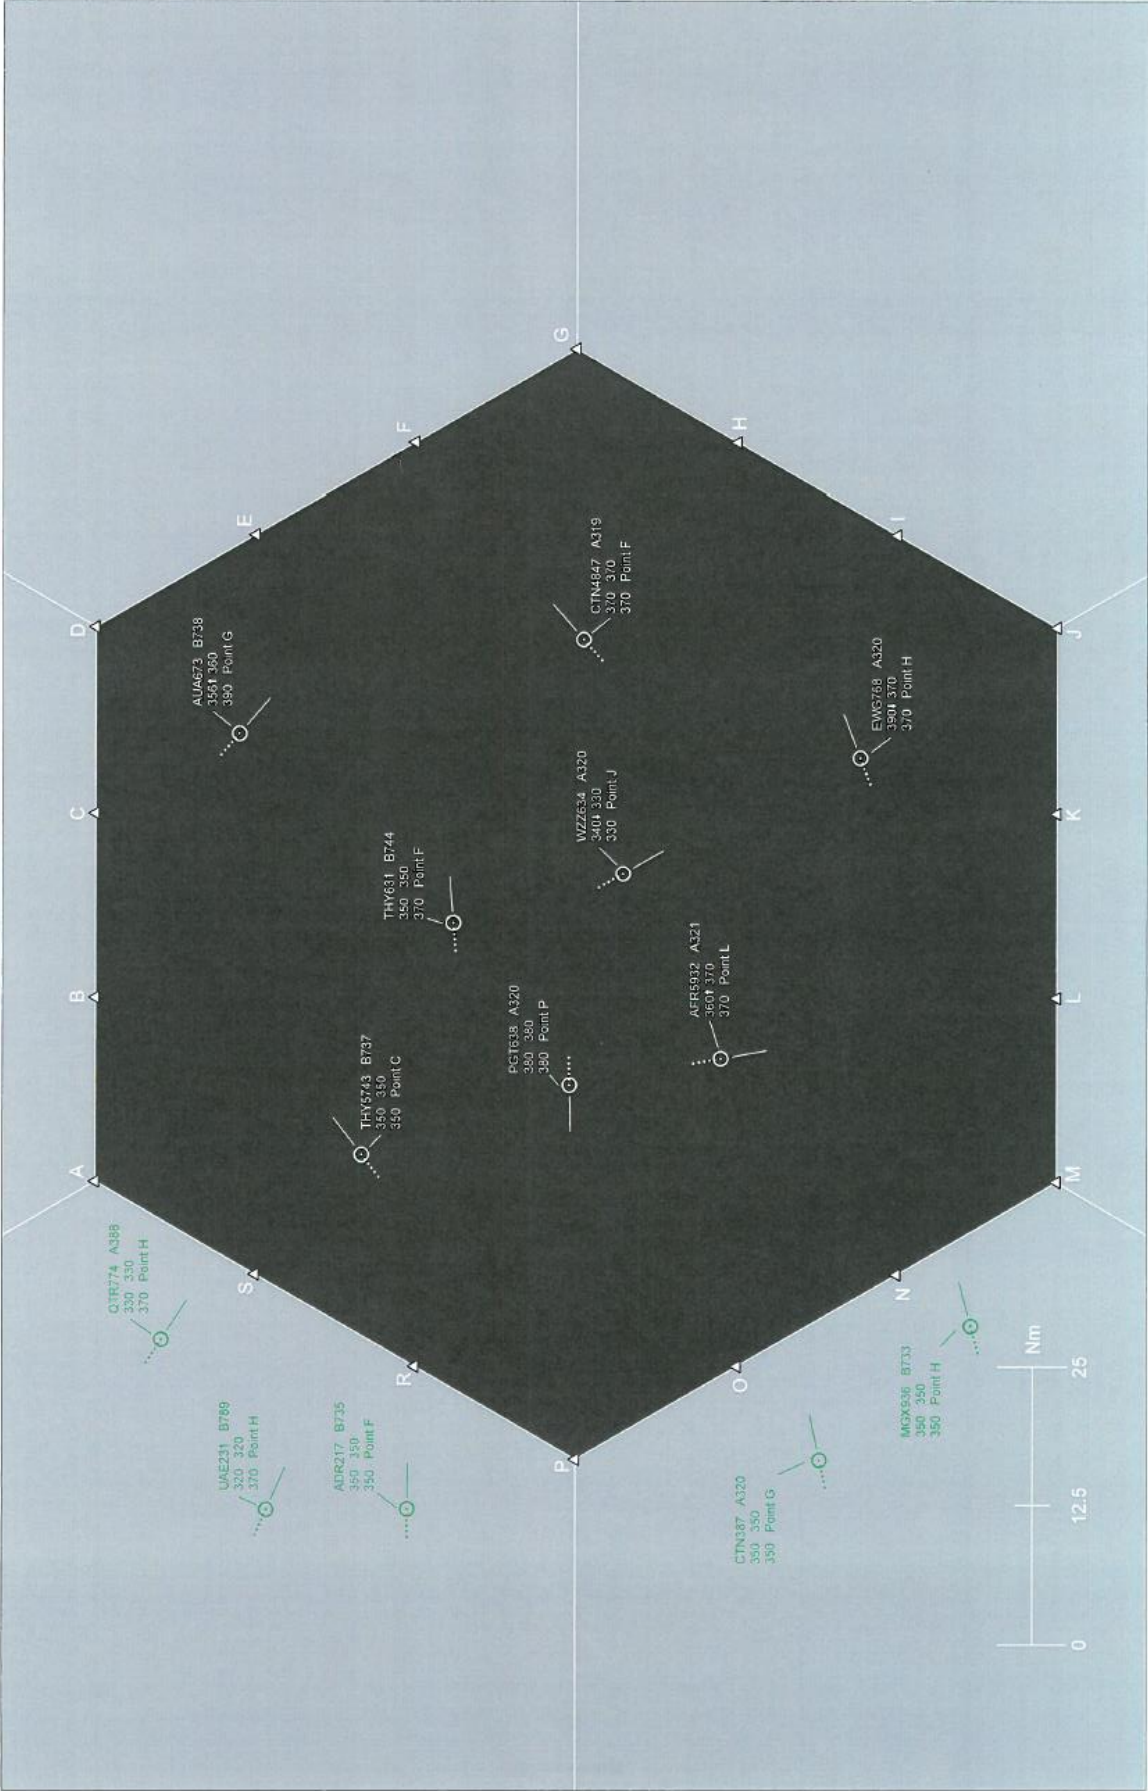 A
B
C
D
E
F
G
H
I
J
K
L
M
N
O
P
R
S
QTR774 A388
330 330
370 Point H
UAE231 B789
320 320
370 Point H
ADR217 B735
350 350
350 Point F
AUA673 B738
356⬆ 360
390 Point G
THY631 B744
350 350
370 Point F
THY5743 B737
350 350
350 Point C
PGT638 A320
380 380
380 Point P
WZZ634 A320
340⬇ 330
330 Point J
CTN4847 A319
370 370
370 Point F
AFR5932 A321
360⬆ 370
370 Point L
EWG768 A320
390⬇ 370
370 Point H
CTN387 A320
350 350
350 Point G
MGX936 B733
350 350
350 Point H
Nm
0 12.5 25